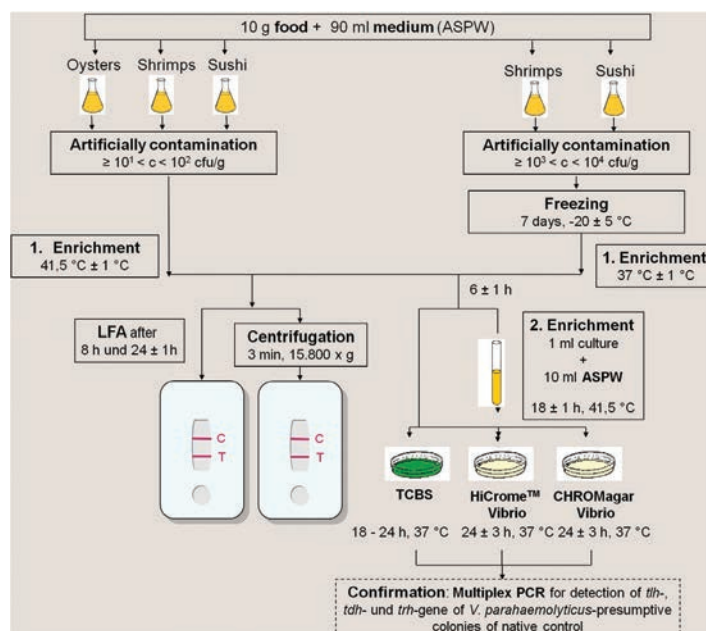 10 g food + 90 ml medium (ASPW)
Oysters Shrimps Sushi
Shrimps Sushi
Artificially contamination
≥ 10¹ < c < 10² cfu/g
Artificially contamination
≥ 10³ < c < 10⁴ cfu/g
Freezing
7 days, -20 ± 5 °C
1. Enrichment
41,5 °C ± 1 °C
1. Enrichment
37 °C ± 1 °C
6 ± 1 h
LFA after
8 h und 24 ± 1h
Centrifugation
3 min, 15.800 x g
2. Enrichment
1 ml culture
+
10 ml ASPW
18 ± 1 h, 41,5 °C
C
T
C
T
TCBS
HiCrome™
Vibrio
CHROMagar
Vibrio
18 - 24 h, 37 °C
24 ± 3 h, 37 °C
24 ± 3 h, 37 °C
Confirmation: Multiplex PCR for detection of tlh-,
tdh- und trh-gene of V. parahaemolyticus-presumptive
colonies of native control